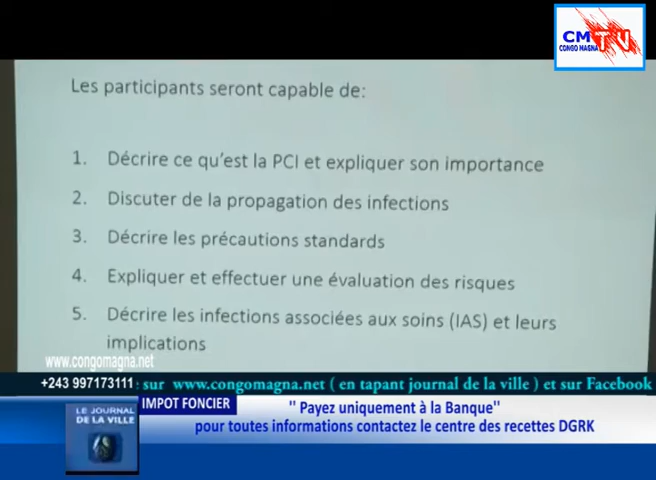 CM TV
CONGO MAGNA
Les participants seront capable de:
1. Décrire ce qu'est la PCI et expliquer son importance
2. Discuter de la propagation des infections
3. Décrire les précautions standards
4. Expliquer et effectuer une évaluation des risques
5. Décrire les infections associées aux soins (IAS) et leurs
implications
www.congomagna.net
+243 997173111 : sur www.congomagna.net ( en tapant journal de la ville ) et sur Facebook
LE JOURNAL
DE LA VILLE
IMPOT FONCIER
" Payez uniquement à la Banque"
pour toutes informations contactez le centre des recettes DGRK